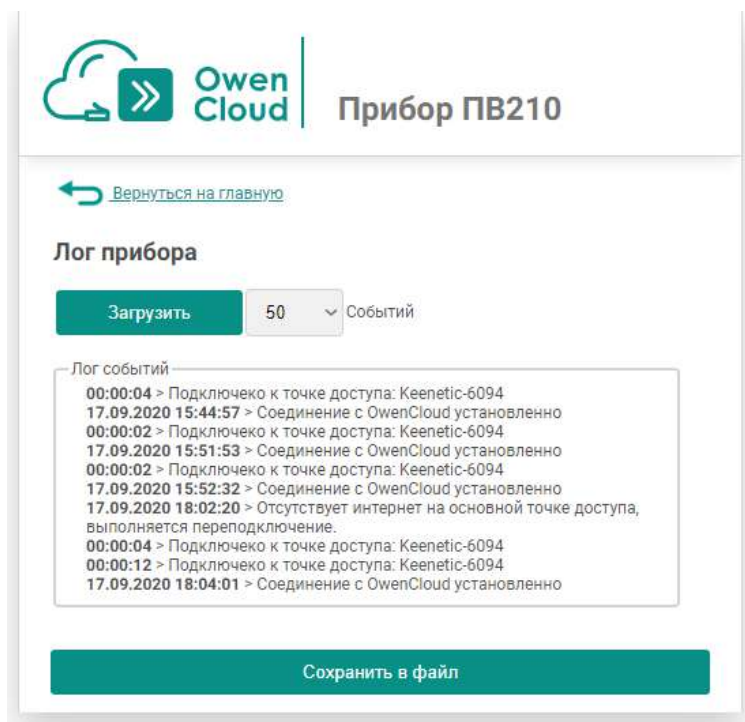 Owen
Cloud
Прибор ПВ210
Вернуться на главную
Лог прибора
Загрузить 50 Событий
Лог событий
00:00:04 > Подключеко к точке доступа: Keenetic-6094
17.09.2020 15:44:57 > Соединение с OwenCloud установленно
00:00:02 > Подключеко к точке доступа: Keenetic-6094
17.09.2020 15:51:53 > Соединение с OwenCloud установленно
00:00:02 > Подключеко к точке доступа: Keenetic-6094
17.09.2020 15:52:32 > Соединение с OwenCloud установленно
17.09.2020 18:02:20 > Отсутствует интернет на основной точке доступа,
выполняется переподключение.
00:00:04 > Подключеко к точке доступа: Keenetic-6094
00:00:12 > Подключеко к точке доступа: Keenetic-6094
17.09.2020 18:04:01 > Соединение с OwenCloud установленно
Сохранить в файл